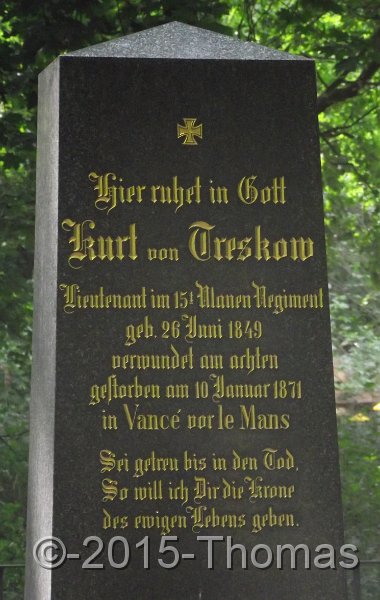 Hier ruhet in Gott
Kurt von Treskow
Lieutenant im 15t Ulanen Regiment
geb. 26 Juni 1849
verwundet am achten
gestorben am 10 Januar 1871
in Vancé vor le Mans
Sei getreu bis in den Tod,
So will ich Dir die Krone
des ewigen Lebens geben.
©-2015-Thomas